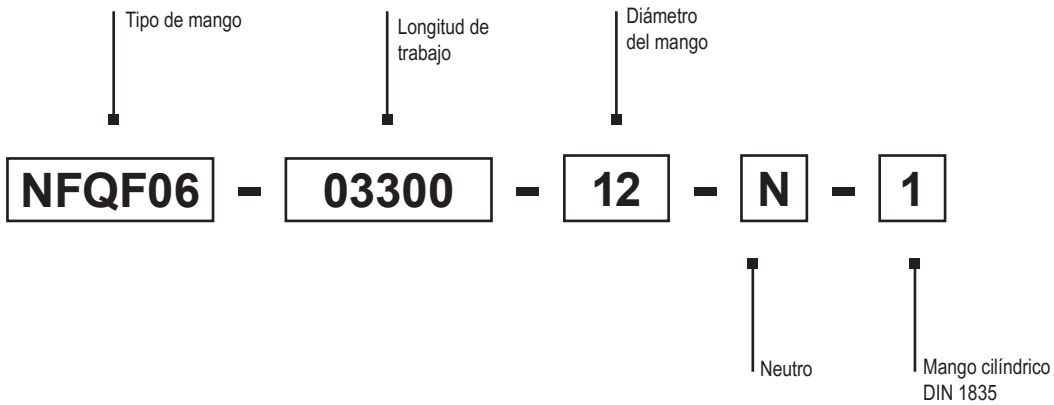 Tipo de mango
Longitud de
trabajo
Diámetro
del mango
NFQF06 - 03300 - 12 - N - 1
Neutro
Mango cilíndrico
DIN 1835